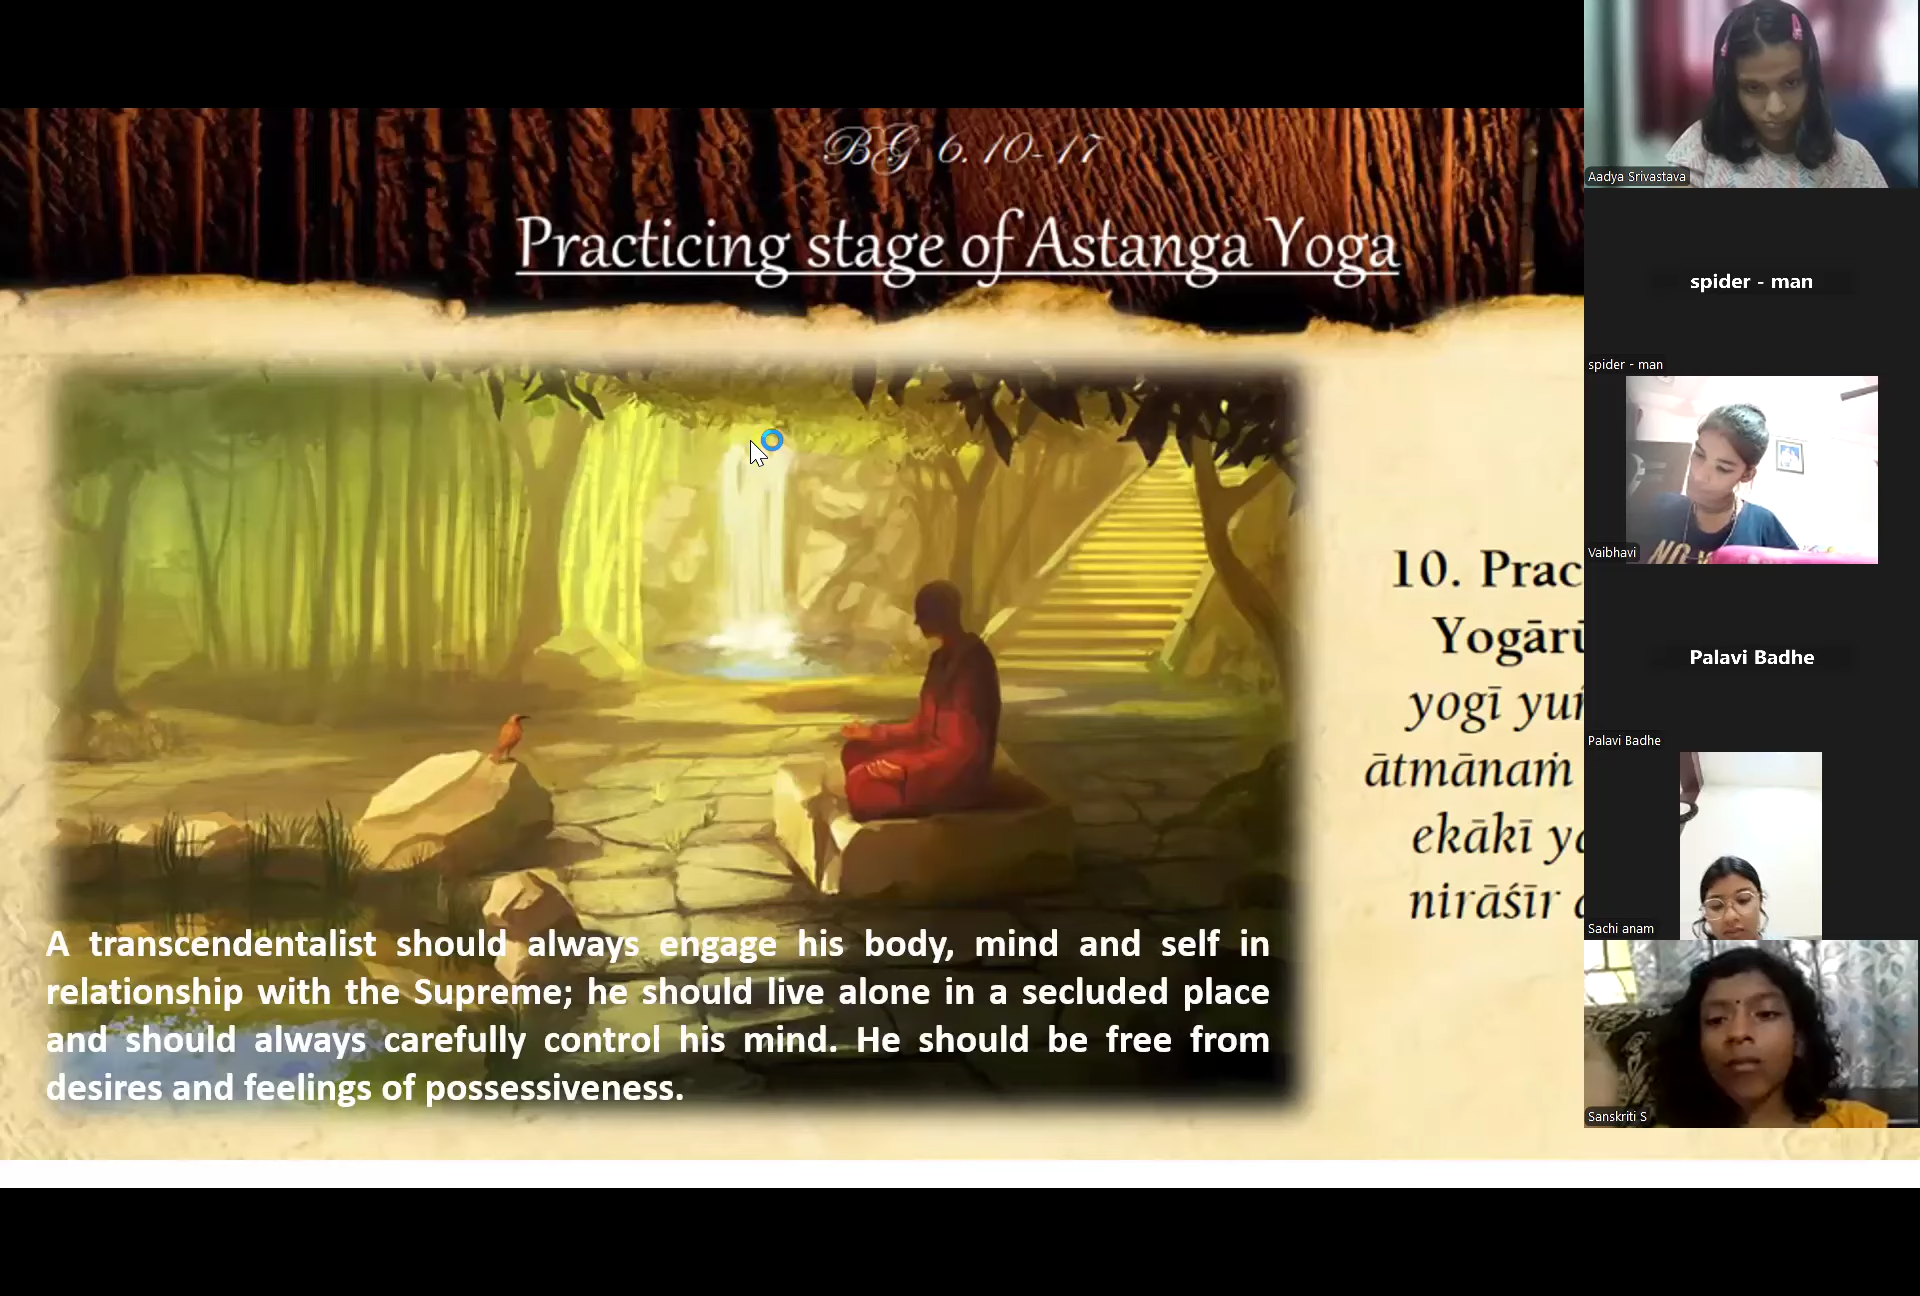 BG 6.10-17
Practicing stage of Astanga Yoga
10. Prac
Yogārū
yogī yuñ
ātmānaṁ
ekākī ya
nirāśīr
A transcendentalist should always engage his body, mind and self in
relationship with the Supreme; he should live alone in a secluded place
and should always carefully control his mind. He should be free from
desires and feelings of possessiveness.
Aadya Srivastava
spider - man
spider - man
Vaibhavi
Palavi Badhe
Palavi Badhe
Sachi anam
Sanskriti S